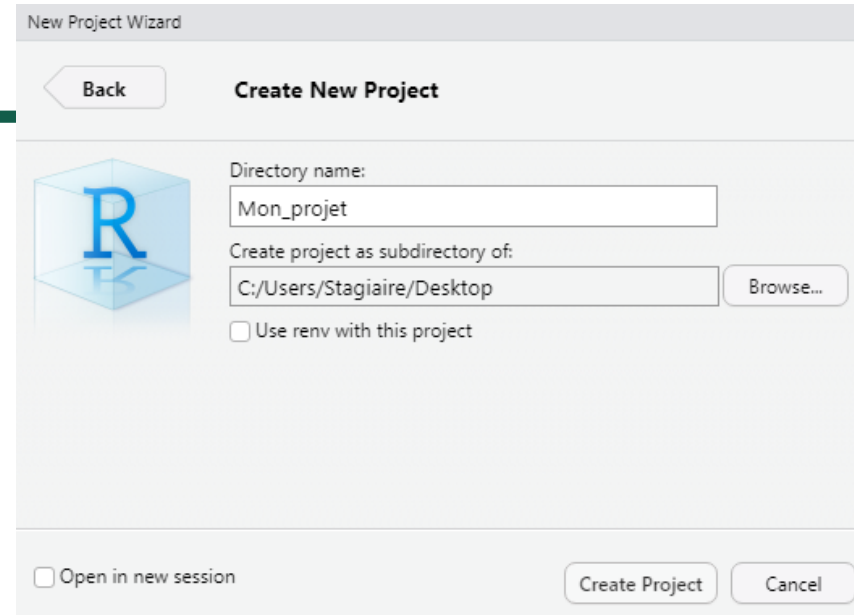 New Project Wizard
Back
Create New Project
R
Directory name:
Mon_projet
Create project as subdirectory of:
C:/Users/Stagiaire/Desktop
Browse...
Use renv with this project
Open in new session
Create Project
Cancel